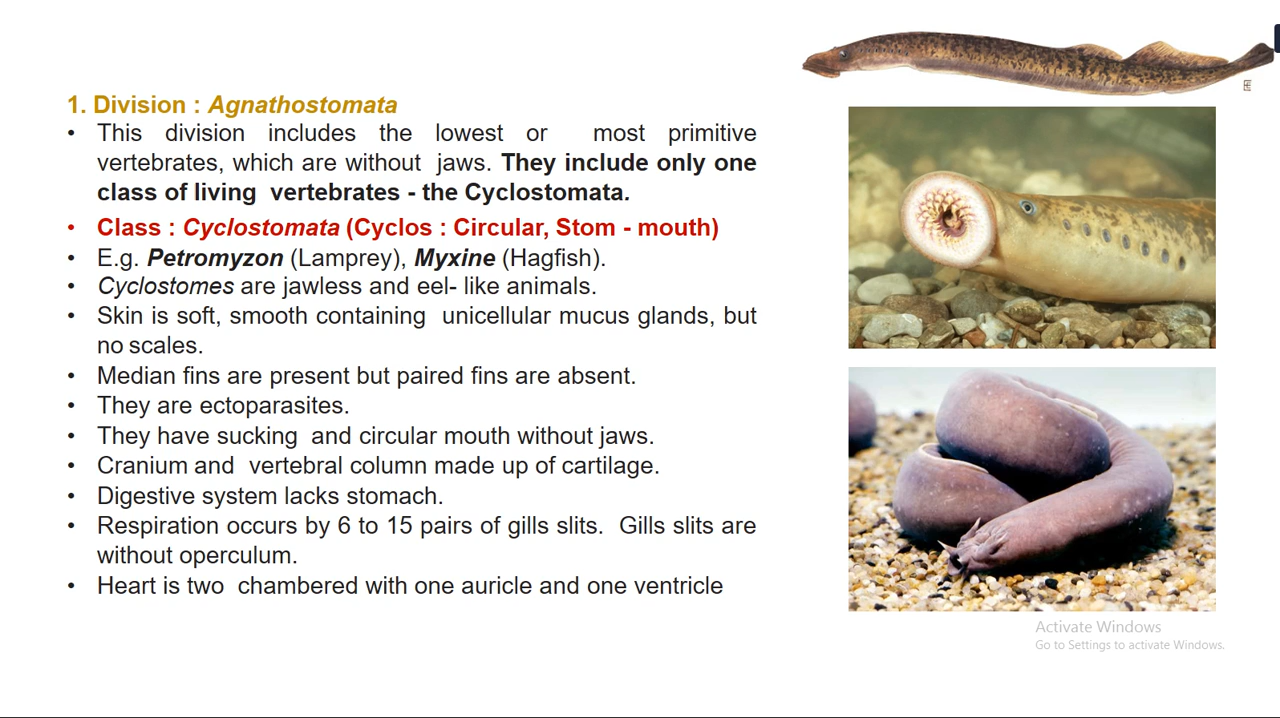 1. Division : Agnathostomata
• This division includes the lowest or most primitive
vertebrates, which are without jaws. They include only one
class of living vertebrates - the Cyclostomata.
• Class : Cyclostomata (Cyclos : Circular, Stom - mouth)
• E.g. Petromyzon (Lamprey), Myxine (Hagfish).
• Cyclostomes are jawless and eel- like animals.
• Skin is soft, smooth containing unicellular mucus glands, but
no scales.
• Median fins are present but paired fins are absent.
• They are ectoparasites.
• They have sucking and circular mouth without jaws.
• Cranium and vertebral column made up of cartilage.
• Digestive system lacks stomach.
• Respiration occurs by 6 to 15 pairs of gills slits. Gills slits are
without operculum.
• Heart is two chambered with one auricle and one ventricle
Activate Windows
Go to Settings to activate Windows.